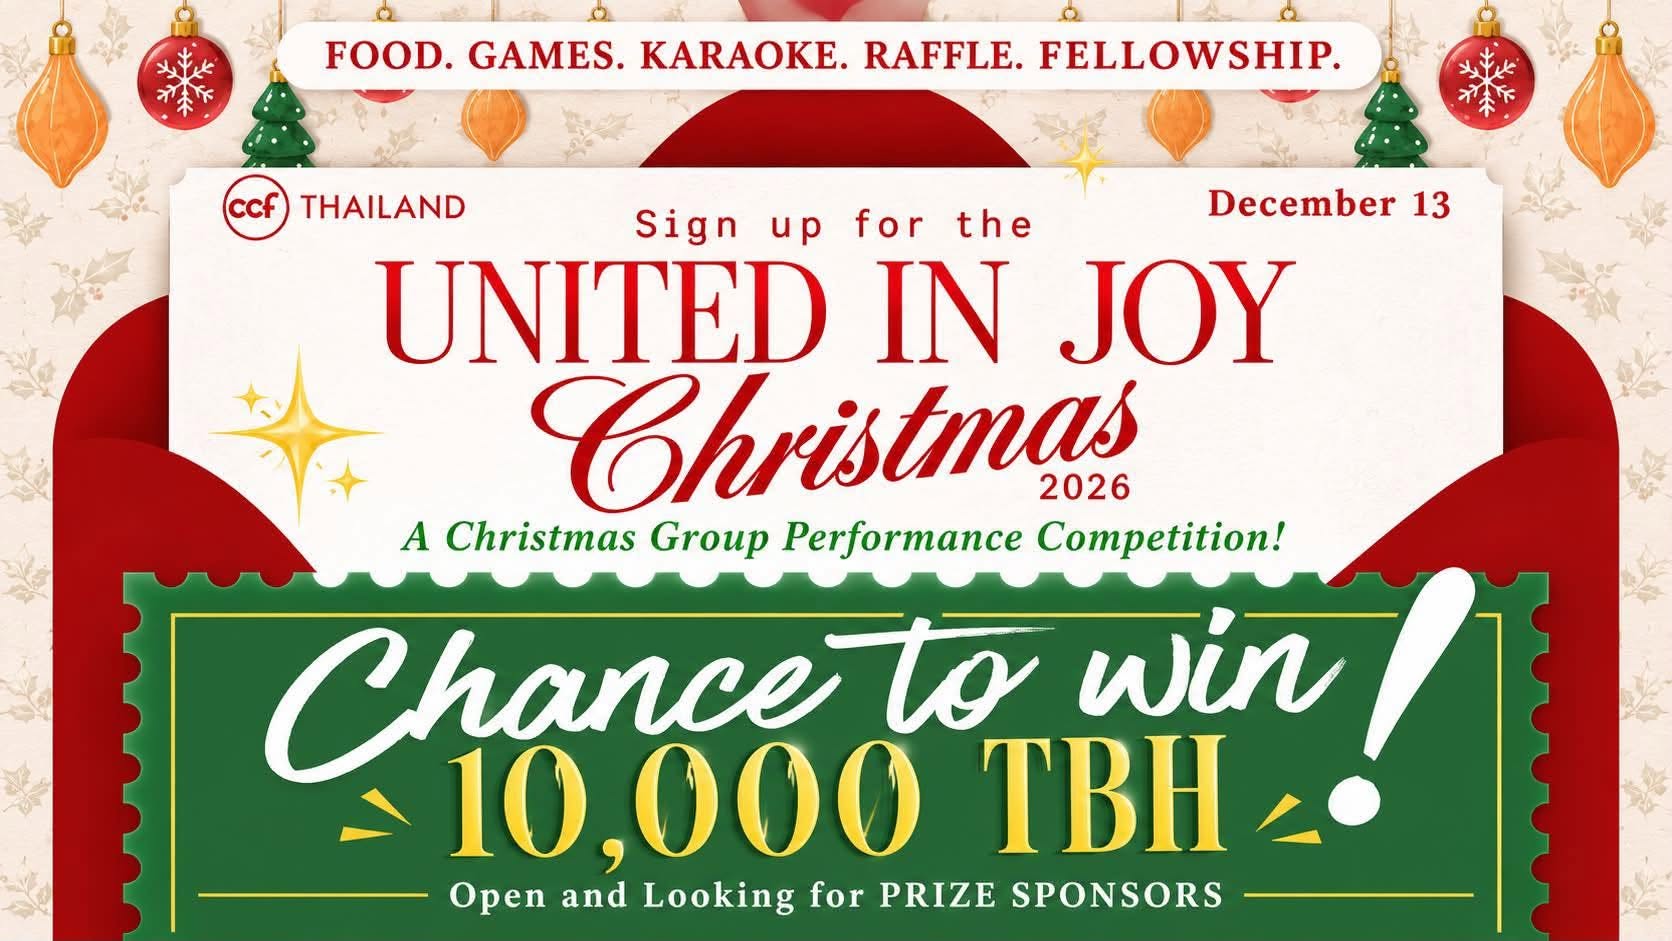 FOOD. GAMES. KARAOKE. RAFFLE. FELLOWSHIP.
ccf THAILAND
December 13
Sign up for the
UNITED IN JOY
Christmas
2026
A Christmas Group Performance Competition!
Chance to win!
10,000 TBH
Open and Looking for PRIZE SPONSORS